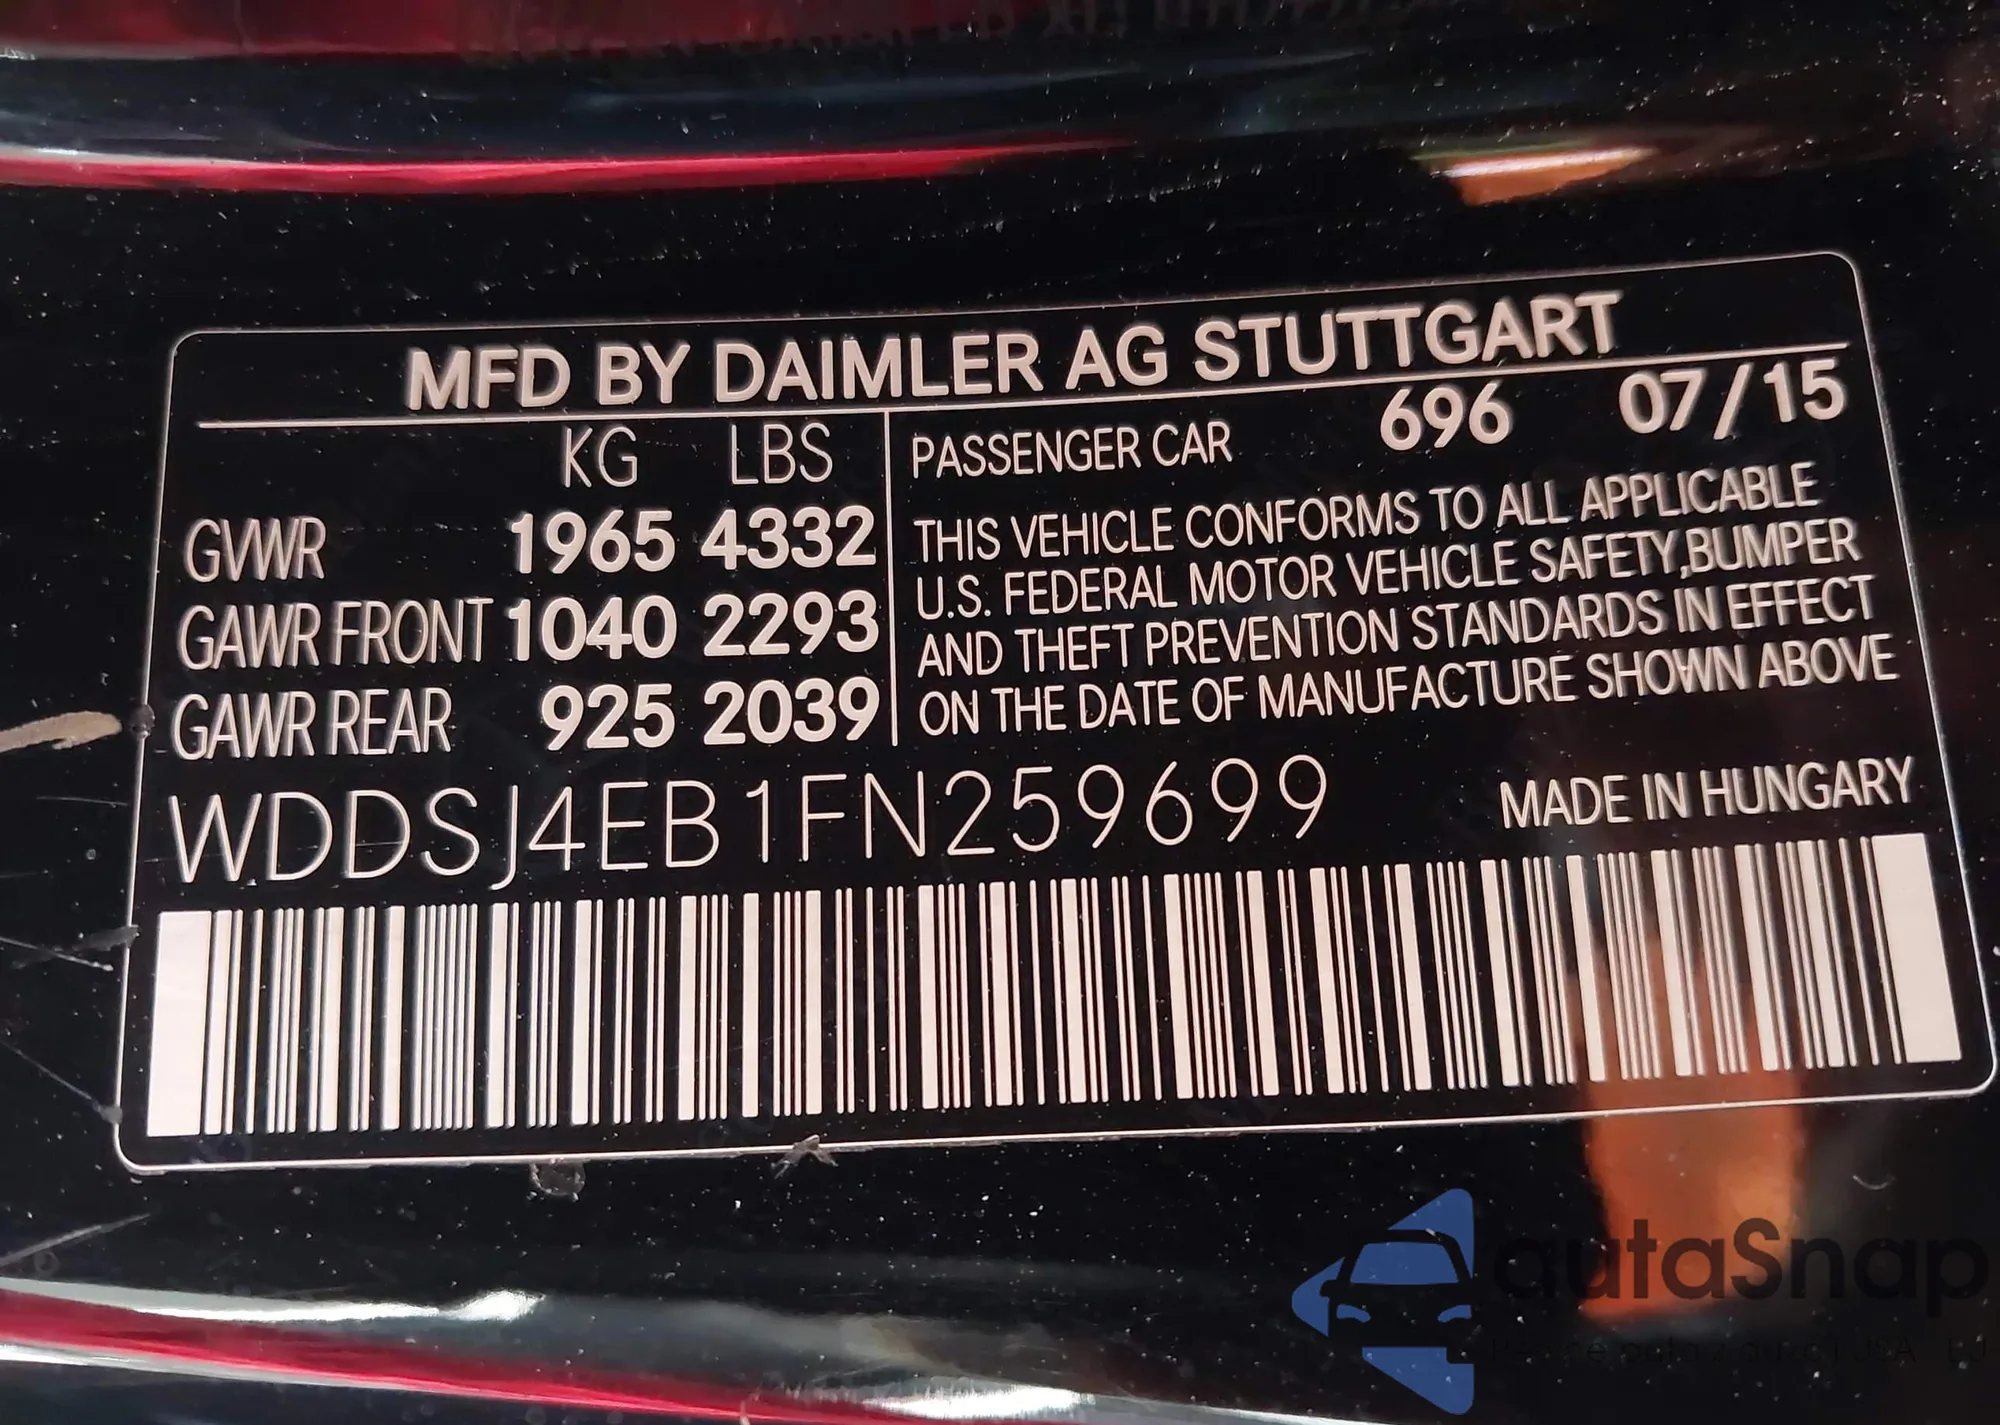 MFD BY DAIMLER AG STUTTGART
KG LBS
GVWR 1965 4332
GAWR FRONT 1040 2293
GAWR REAR 925 2039
PASSENGER CAR 696 07/15
THIS VEHICLE CONFORMS TO ALL APPLICABLE
U.S. FEDERAL MOTOR VEHICLE SAFETY,BUMPER
AND THEFT PREVENTION STANDARDS IN EFFECT
ON THE DATE OF MANUFACTURE SHOWN ABOVE
WDDSJ4EB1FN259699
MADE IN HUNGARY
autaSnap